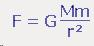 F = G Mm/r²